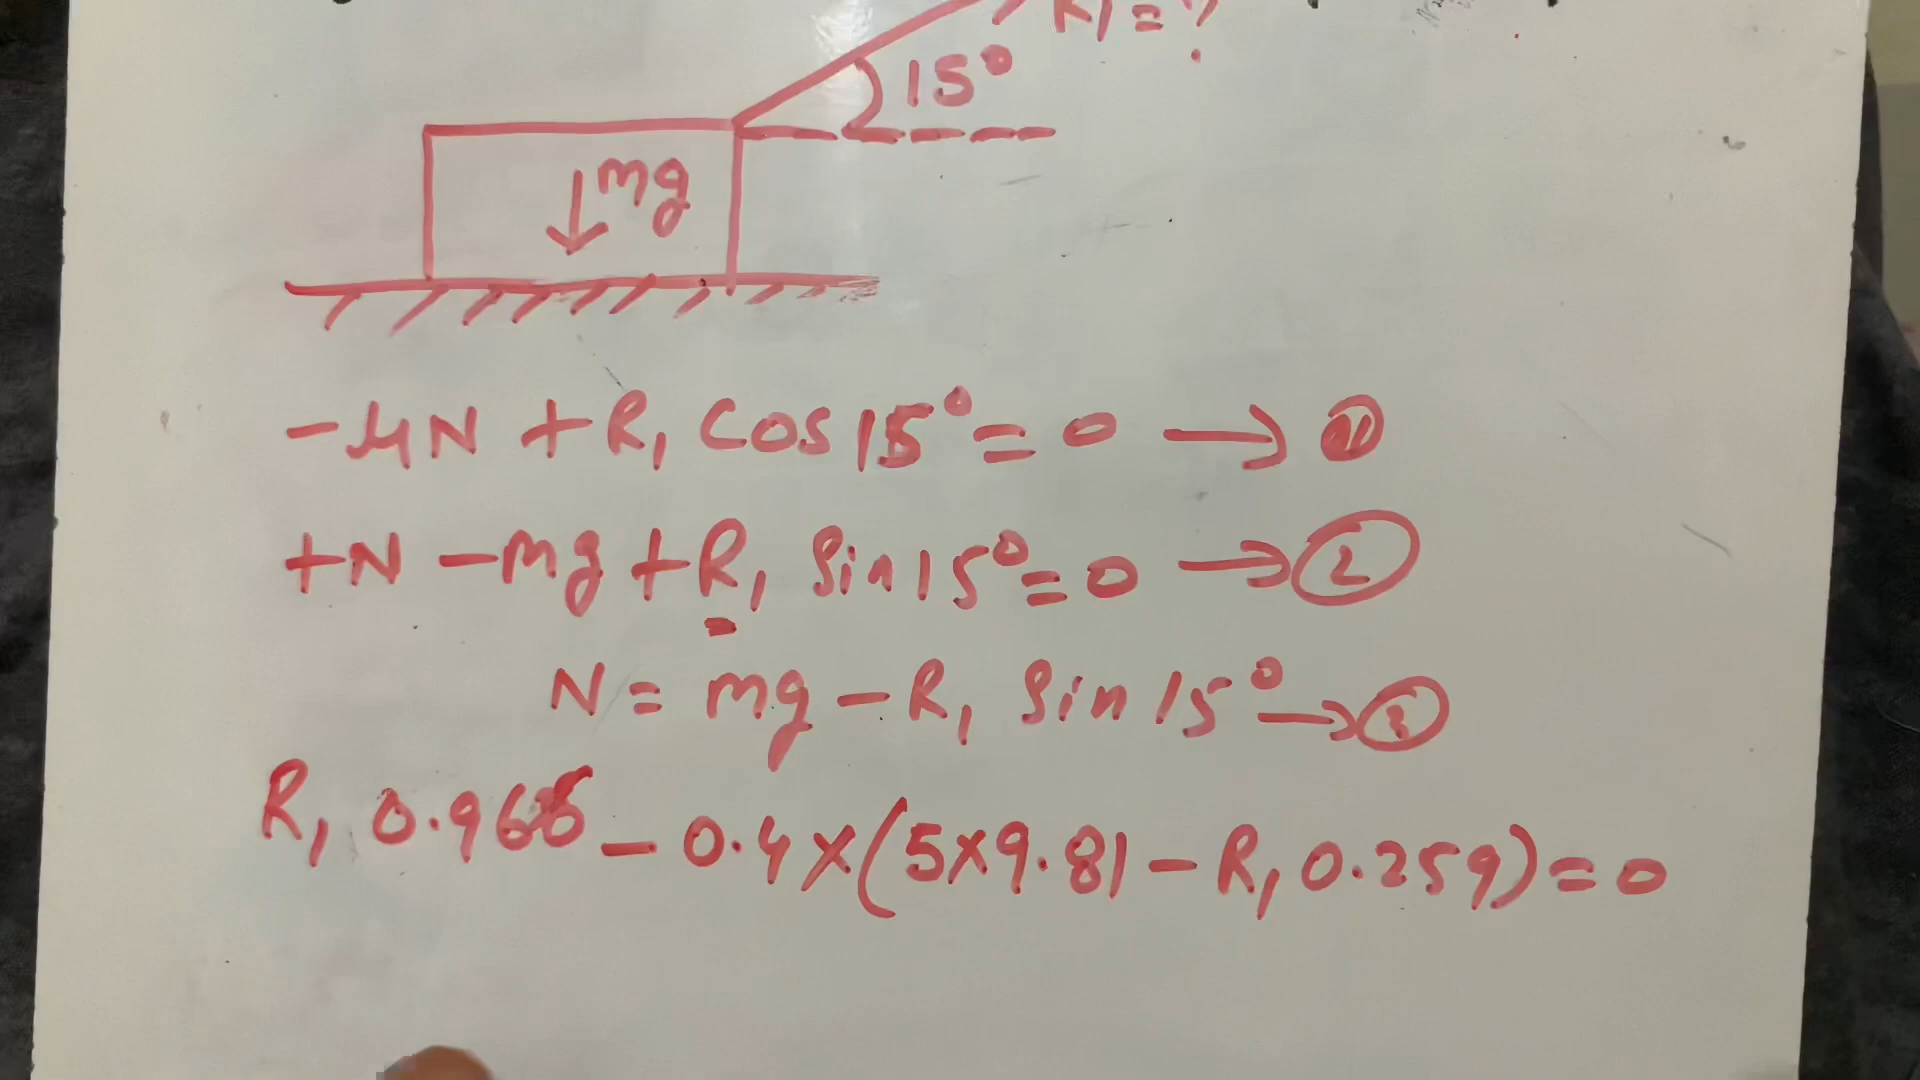 R1 = ?
15°
mg
-μN + R1 Cos 15° = 0 → 1
+N - mg + R1 Sin 15° = 0 → 2
N = mg - R1 Sin 15° → 3
R1 0.966 - 0.4 × (5×9.81 - R1 0.259) = 0